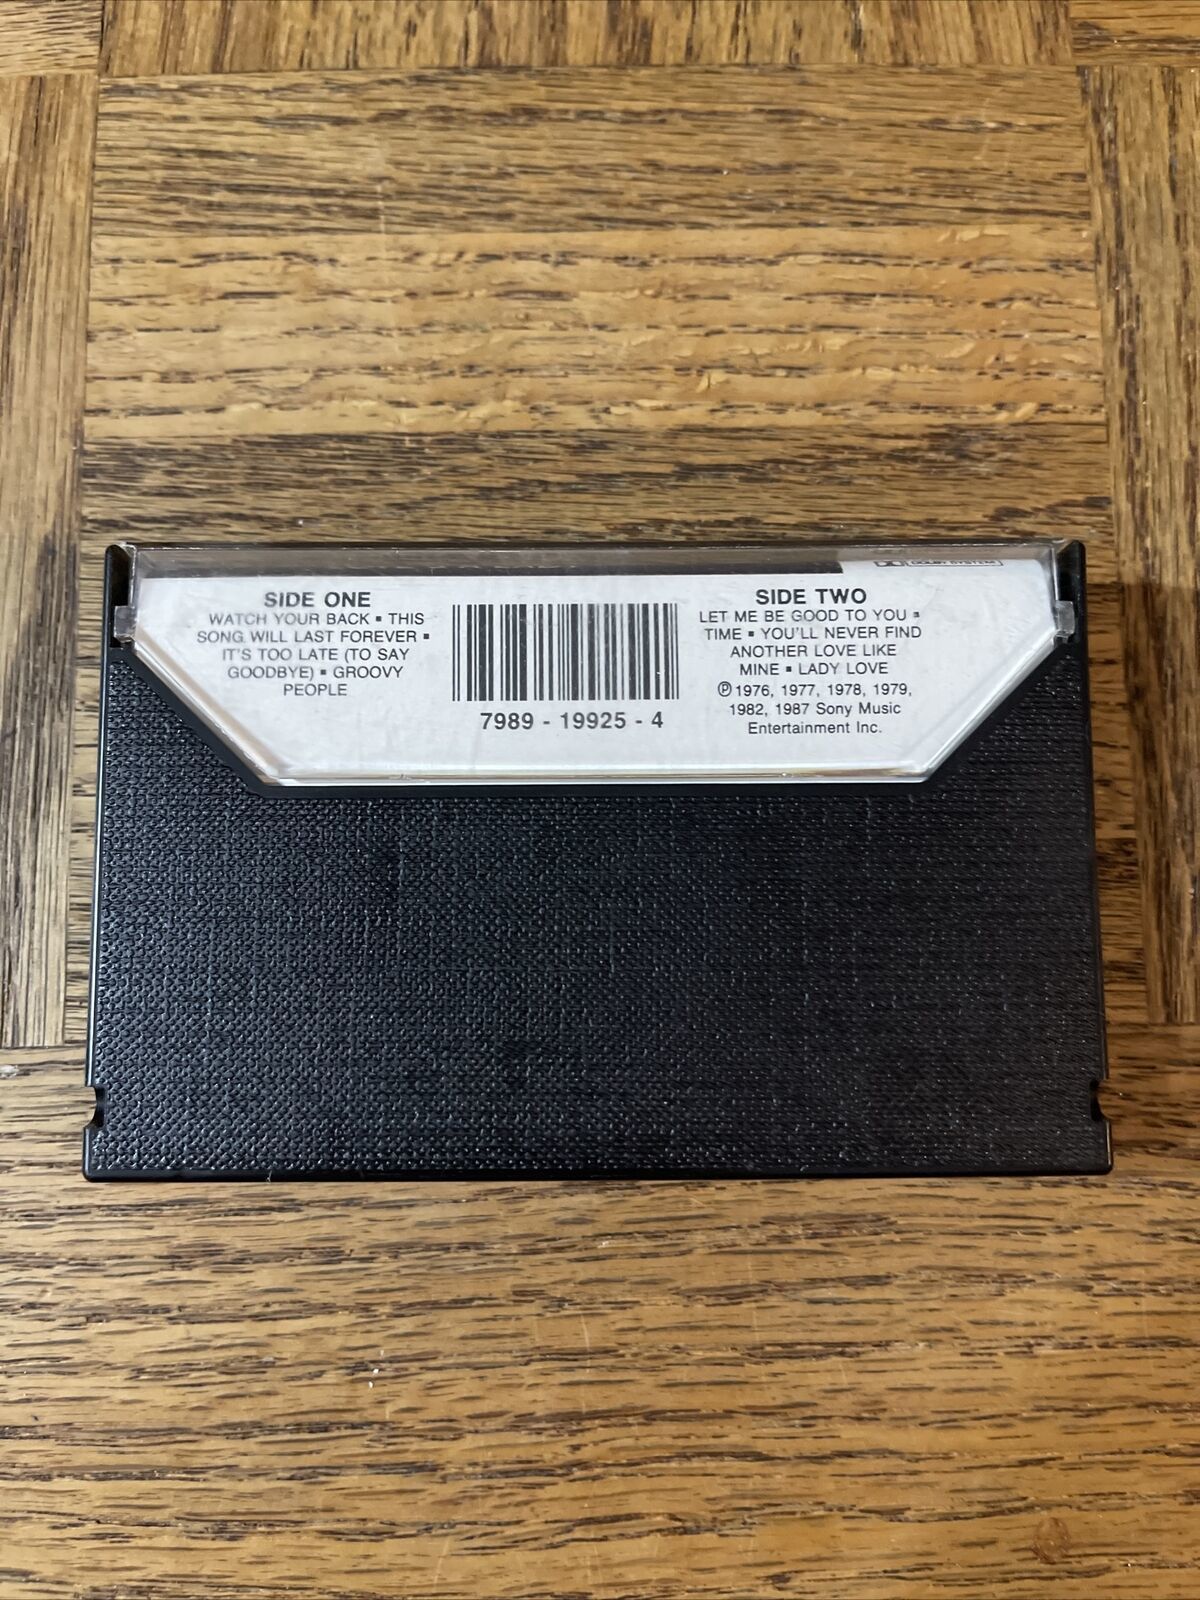 DOLBY SYSTEM
SIDE ONE
WATCH YOUR BACK ▪ THIS
SONG WILL LAST FOREVER ▪
IT'S TOO LATE (TO SAY
GOODBYE) ▪ GROOVY
PEOPLE
7989 - 19925 - 4
SIDE TWO
LET ME BE GOOD TO YOU ▪
TIME ▪ YOU'LL NEVER FIND
ANOTHER LOVE LIKE
MINE ▪ LADY LOVE
℗ 1976, 1977, 1978, 1979,
1982, 1987 Sony Music
Entertainment Inc.